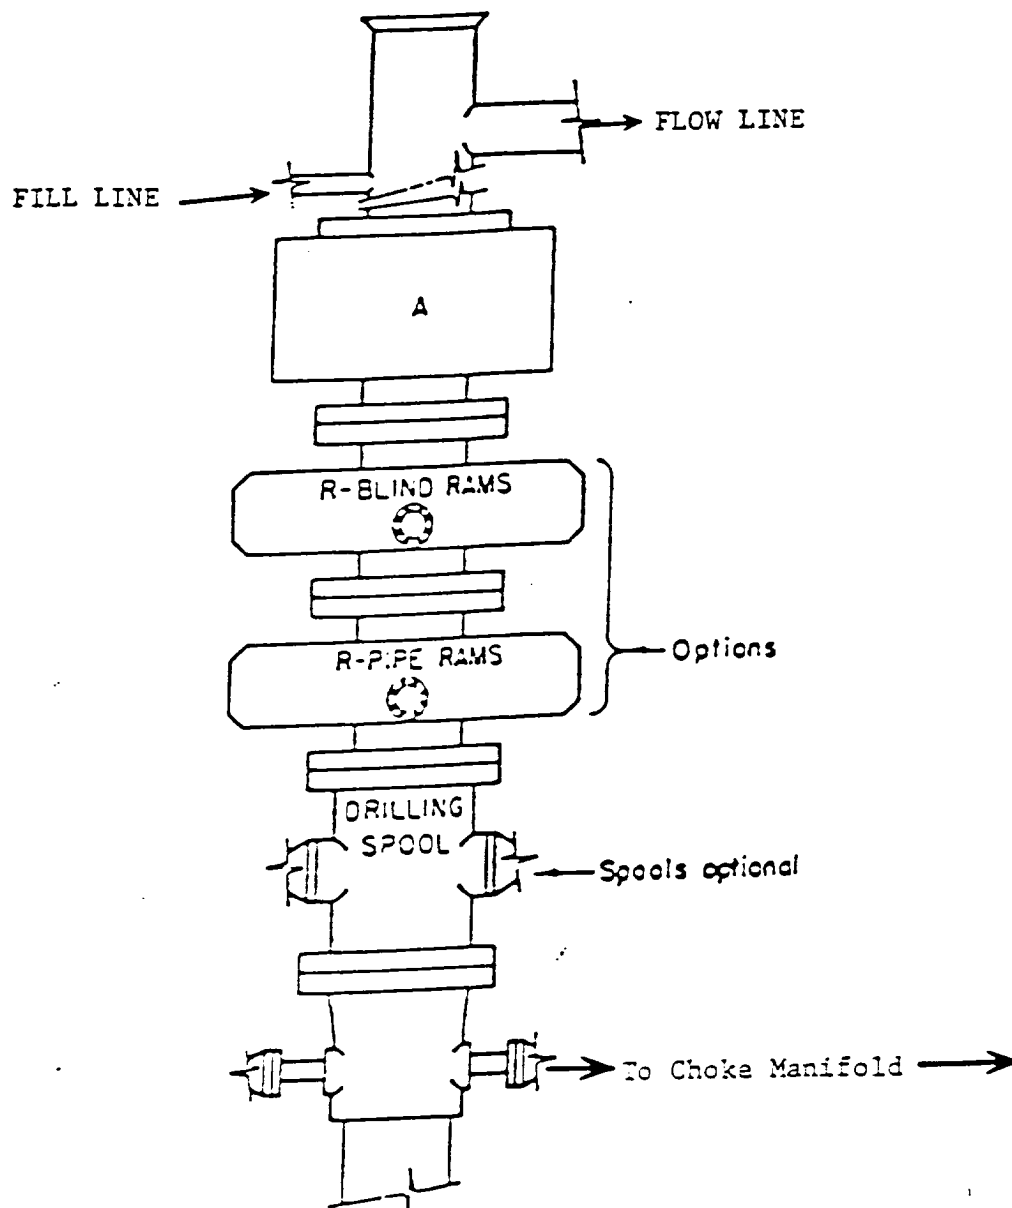 FLOW LINE
FILL LINE
A
R-BLIND RAMS
R-PIPE RAMS
Options
DRILLING
SPOOL
Spools optional
To Choke Manifold